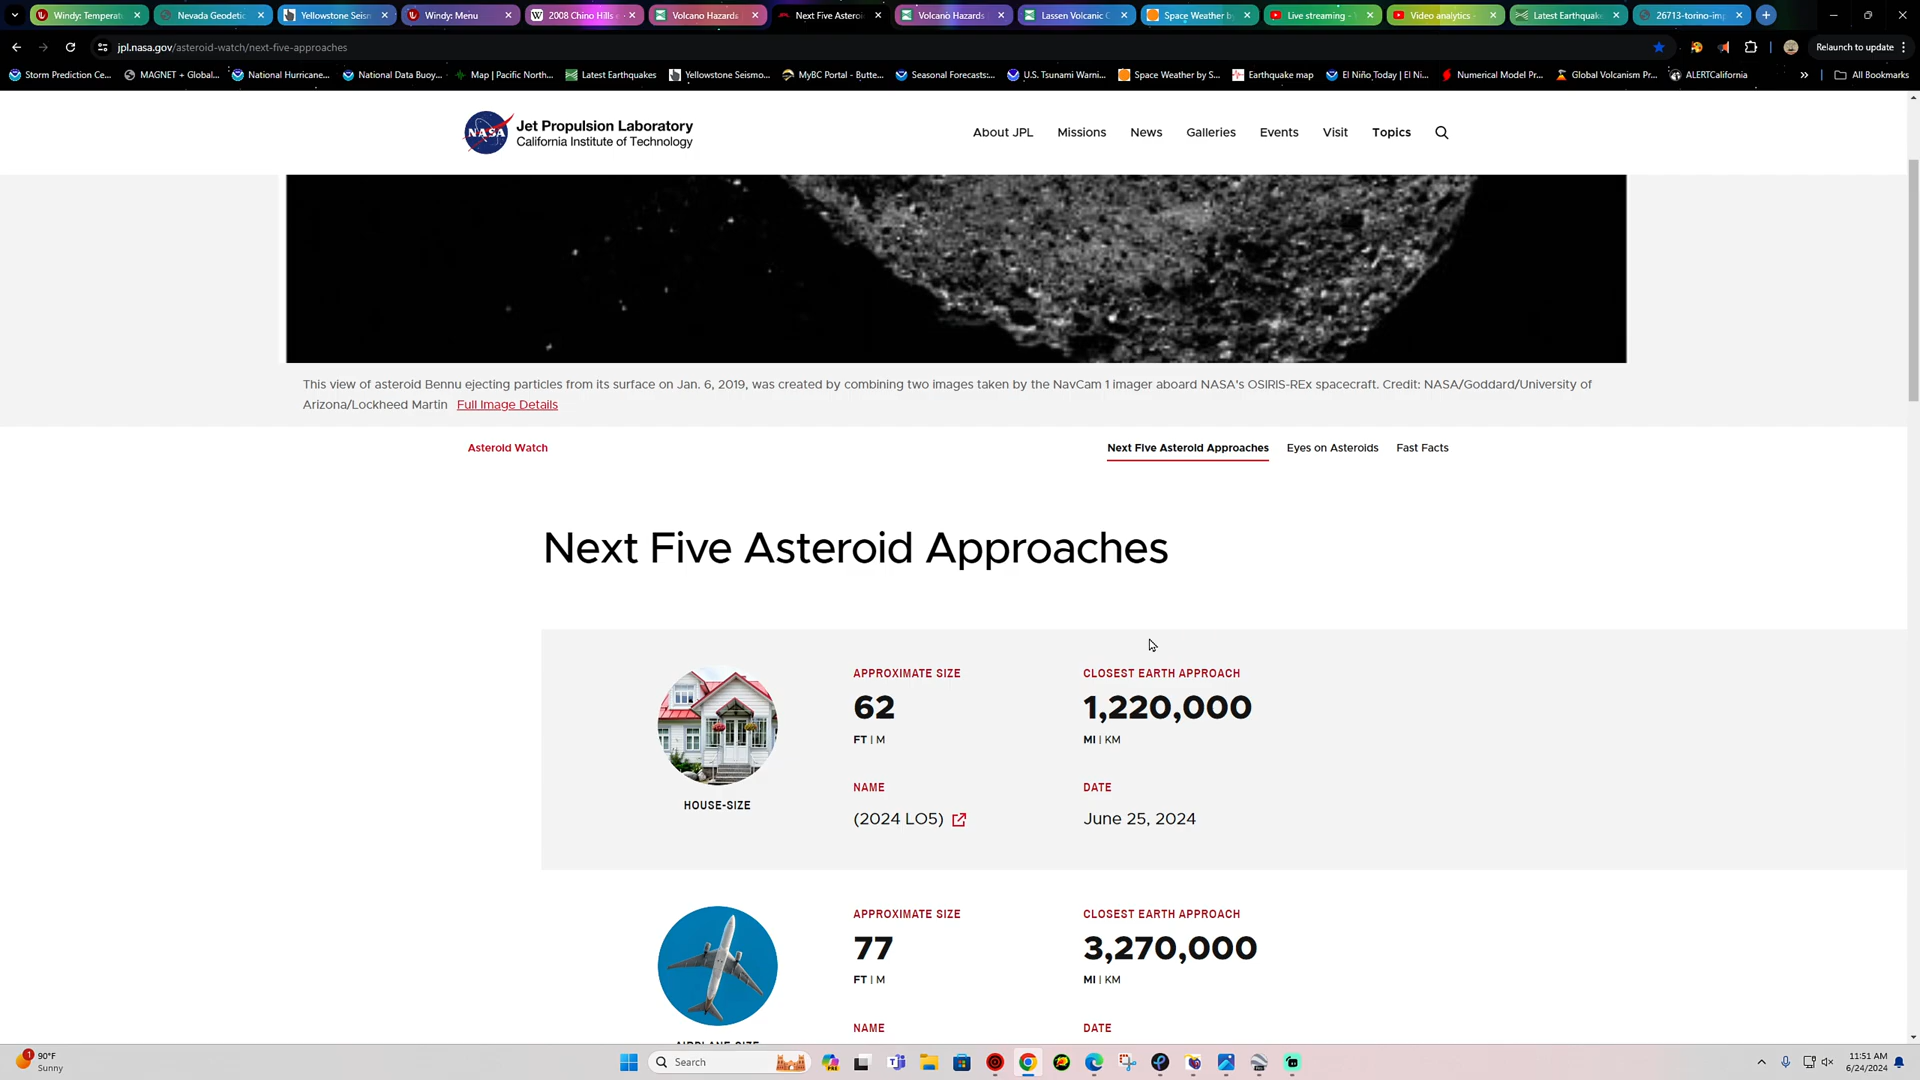 Windy: Temperat
Nevada Geodetic
Yellowstone Seism
Windy: Menu
2008 Chino Hills e
Volcano Hazards
Next Five Asteroid
Volcano Hazards
Lassen Volcanic C
Space Weather by
Live streaming - Y
Video analytics -
Latest Earthquake
26713-torino-imp
jpl.nasa.gov/asteroid-watch/next-five-approaches
Relaunch to update
Storm Prediction Ce...
MAGNET + Global...
National Hurricane...
National Data Buoy...
Map | Pacific North...
Latest Earthquakes
Yellowstone Seismo...
MyBC Portal - Butte...
Seasonal Forecasts:...
U.S. Tsunami Warni...
Space Weather by S...
Earthquake map
El Niño Today | El Ni...
Numerical Model Pr...
Global Volcanism Pr...
ALERTCalifornia
All Bookmarks
NASA
Jet Propulsion Laboratory
California Institute of Technology
About JPL
Missions
News
Galleries
Events
Visit
Topics
This view of asteroid Bennu ejecting particles from its surface on Jan. 6, 2019, was created by combining two images taken by the NavCam 1 imager aboard NASA's OSIRIS-REx spacecraft. Credit: NASA/Goddard/University of
Arizona/Lockheed Martin Full Image Details
Asteroid Watch
Next Five Asteroid Approaches
Eyes on Asteroids
Fast Facts
Next Five Asteroid Approaches
APPROXIMATE SIZE
CLOSEST EARTH APPROACH
62
1,220,000
FT | M
MI | KM
NAME
DATE
HOUSE-SIZE
(2024 LO5)
June 25, 2024
APPROXIMATE SIZE
CLOSEST EARTH APPROACH
77
3,270,000
FT | M
MI | KM
NAME
DATE
AIRPLANE-SIZE
1
90°F
Sunny
Search
PRE
11:51 AM
6/24/2024